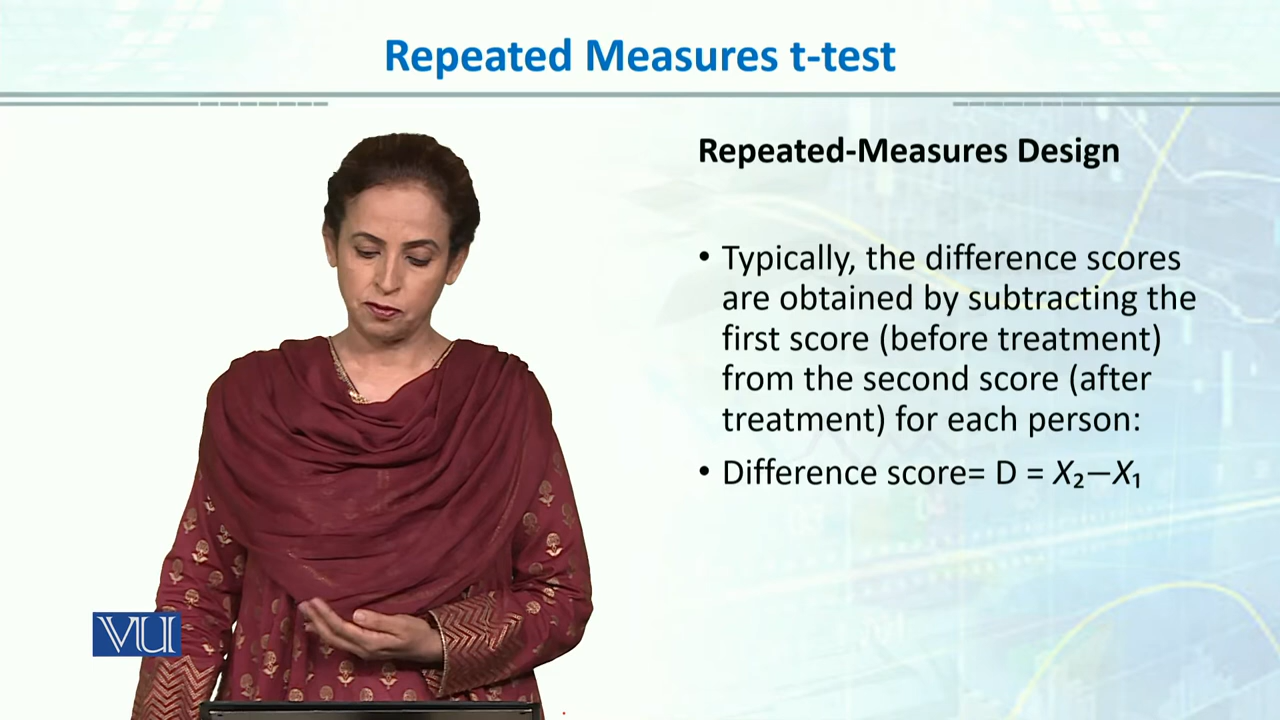 Repeated Measures t-test
Repeated-Measures Design
• Typically, the difference scores
are obtained by subtracting the
first score (before treatment)
from the second score (after
treatment) for each person:
• Difference score= D = X₂—X₁
VU